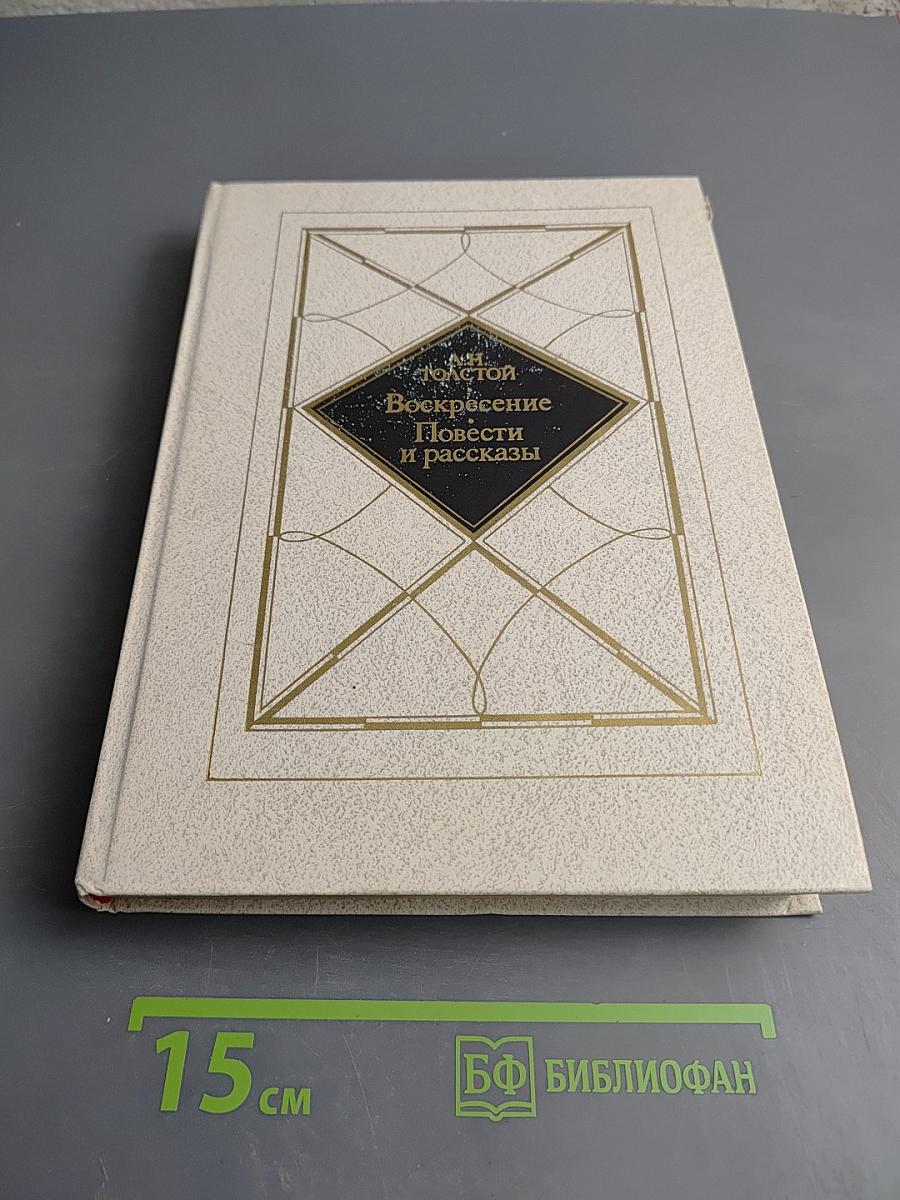 Л.Н.
ТОЛСТОЙ
Воскресение
Повести
и рассказы
15 см
БФ БИБЛИОФАН